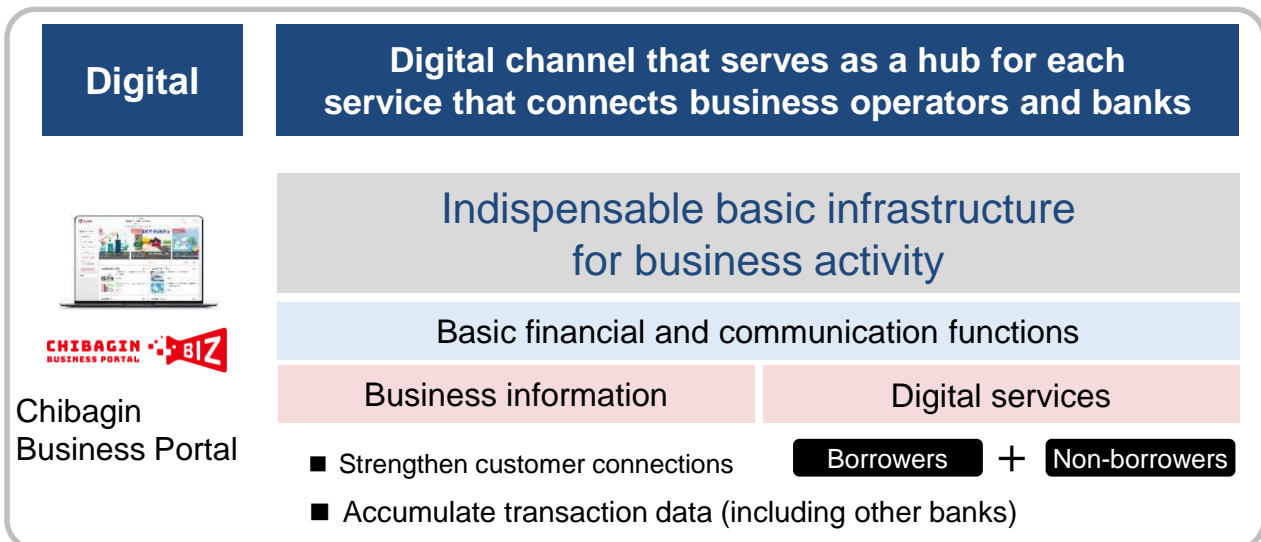 Digital
Digital channel that serves as a hub for each
service that connects business operators and banks
Indispensable basic infrastructure
for business activity
Basic financial and communication functions
Business information
Digital services
CHIBAGIN
BUSINESS PORTAL
BIZ
Chibagin
Business Portal
■ Strengthen customer connections
Borrowers + Non-borrowers
■ Accumulate transaction data (including other banks)